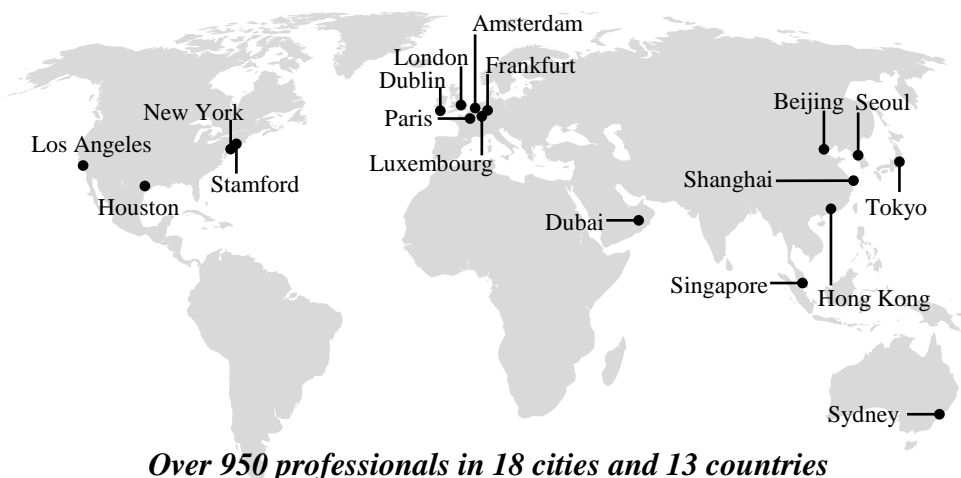 Amsterdam
London
Frankfurt
Dublin
Paris
Luxembourg
New York
Los Angeles
Stamford
Houston
Beijing
Seoul
Shanghai
Tokyo
Dubai
Singapore
Hong Kong
Sydney
Over 950 professionals in 18 cities and 13 countries